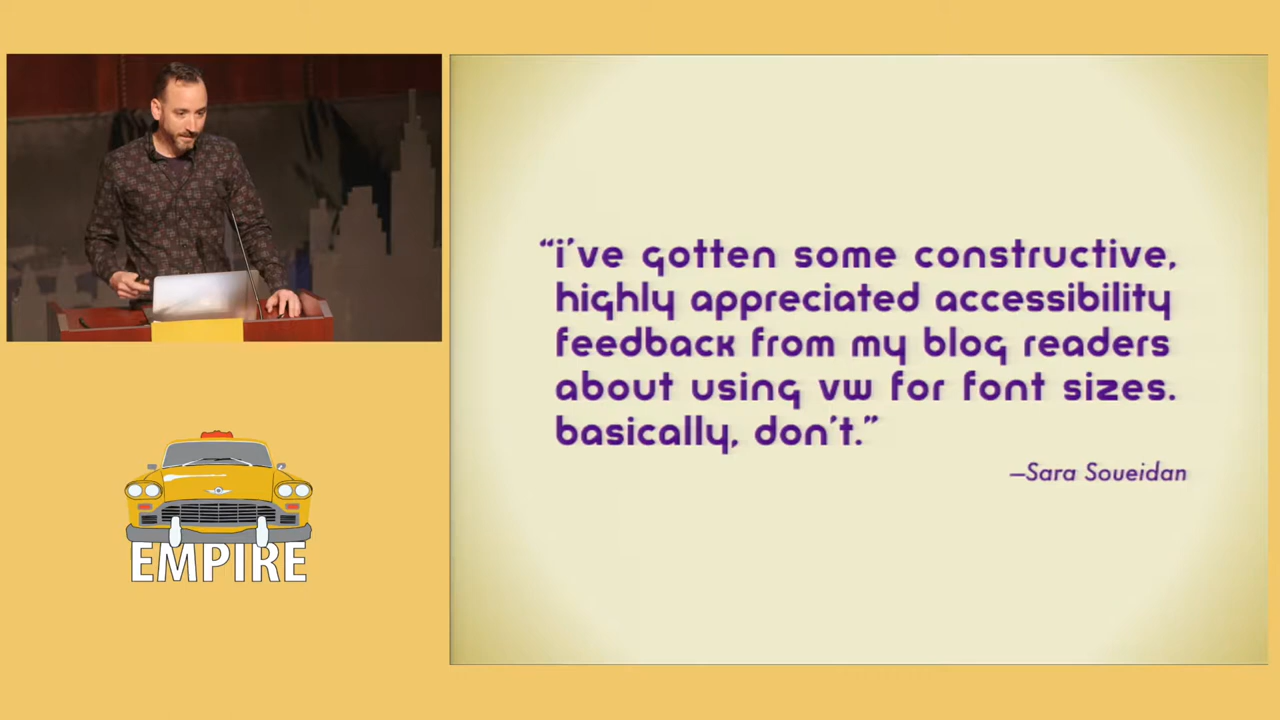 “i’ve gotten some constructive,
highly appreciated accessibility
feedback from my blog readers
about using vw for font sizes.
basically, don’t.”
—Sara Soueidan
EMPIRE